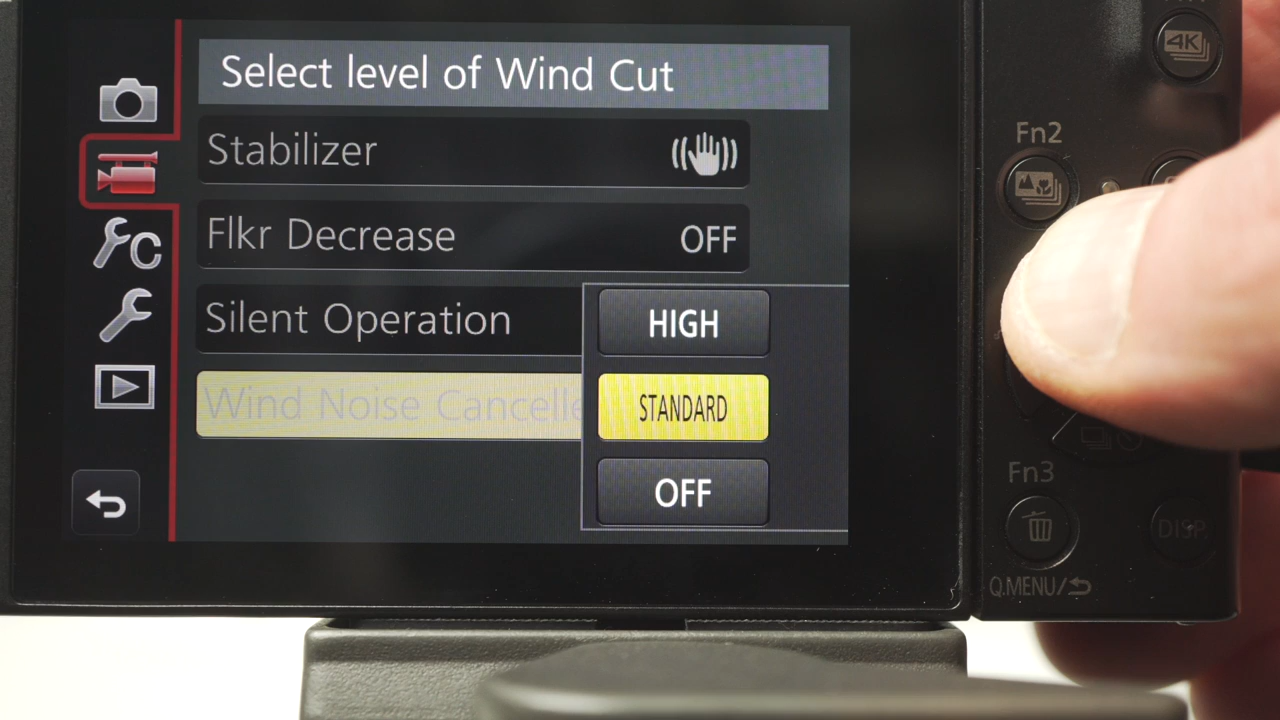 Select level of Wind Cut
Stabilizer
Flkr Decrease OFF
Silent Operation
HIGH
Wind Noise Cancelle
STANDARD
OFF
C
4K
Fn2
Fn3
DISP.
Q.MENU/